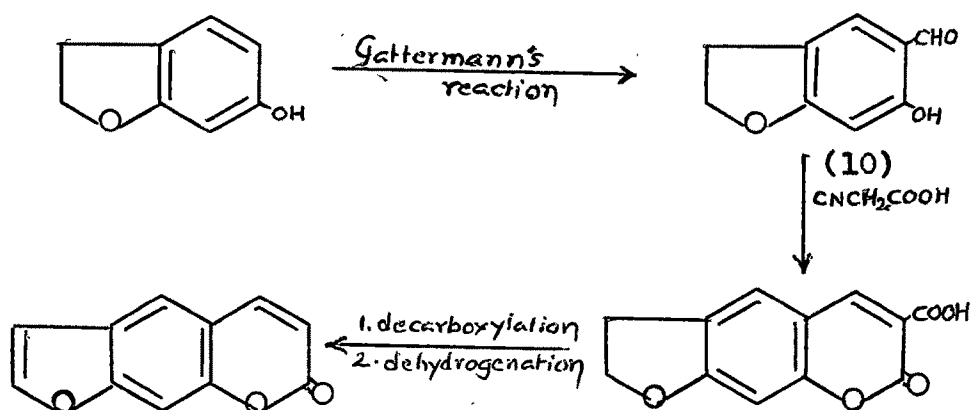 Gattermann's
reaction
O
OH
CHO
O
OH
(10)
CNCH2COOH
O
O
O
1. decarboxylation
2. dehydrogenation
COOH
O
O
O